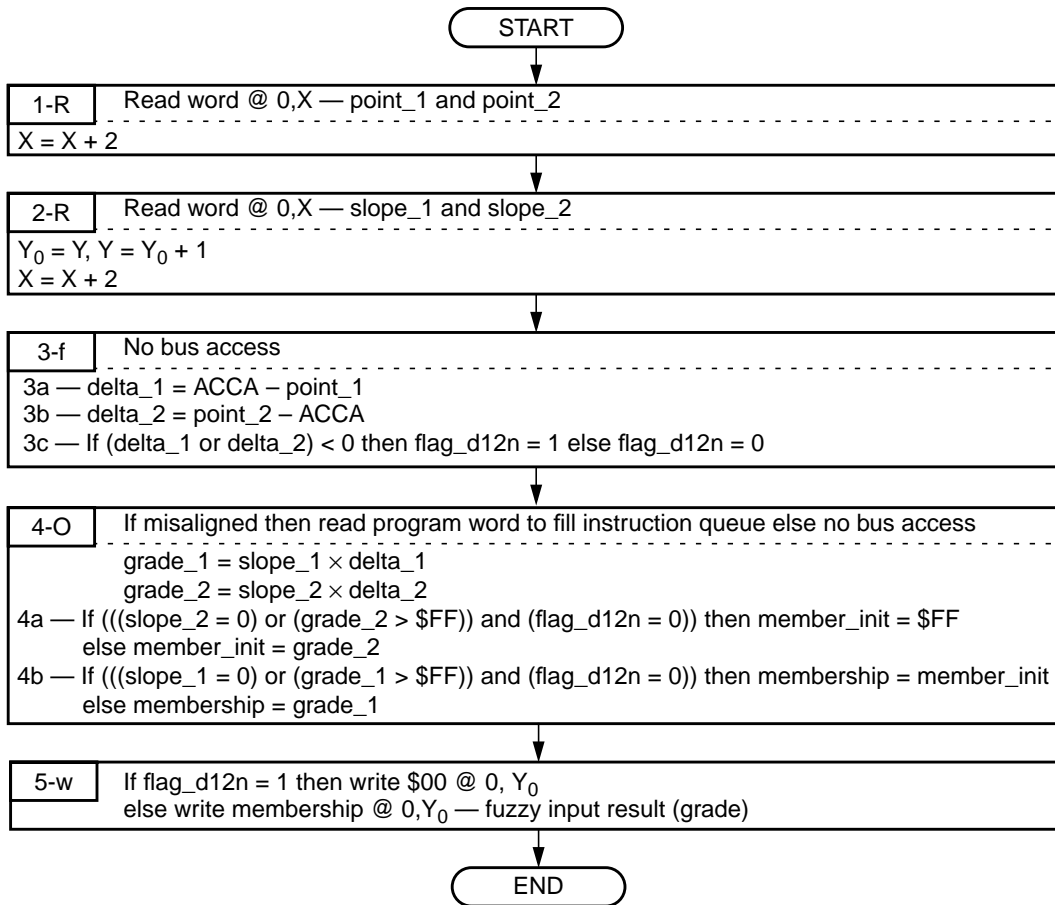 START
1-R Read word @ 0,X — point_1 and point_2
X = X + 2
2-R Read word @ 0,X — slope_1 and slope_2
Y0 = Y, Y = Y0 + 1
X = X + 2
3-f No bus access
3a — delta_1 = ACCA – point_1
3b — delta_2 = point_2 – ACCA
3c — If (delta_1 or delta_2) < 0 then flag_d12n = 1 else flag_d12n = 0
4-O If misaligned then read program word to fill instruction queue else no bus access
grade_1 = slope_1 × delta_1
grade_2 = slope_2 × delta_2
4a — If (((slope_2 = 0) or (grade_2 > $FF)) and (flag_d12n = 0)) then member_init = $FF
else member_init = grade_2
4b — If (((slope_1 = 0) or (grade_1 > $FF)) and (flag_d12n = 0)) then membership = member_init
else membership = grade_1
5-w If flag_d12n = 1 then write $00 @ 0, Y0
else write membership @ 0,Y0 — fuzzy input result (grade)
END